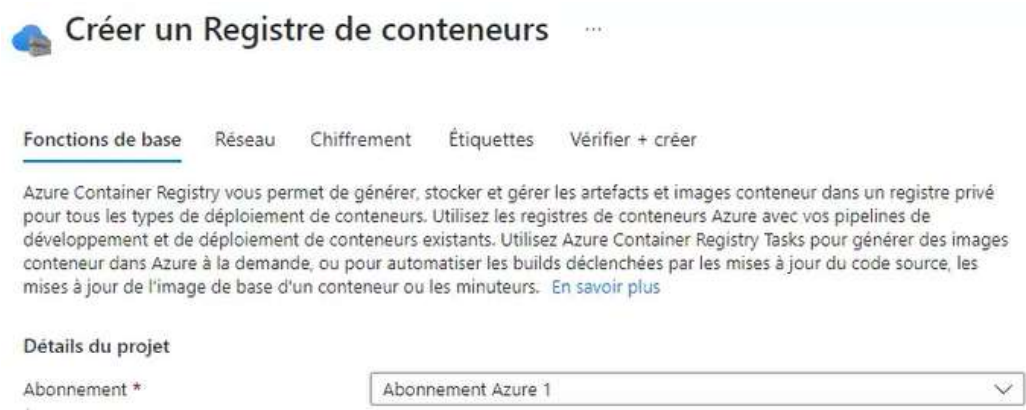 Créer un Registre de conteneurs ...
Fonctions de base Réseau Chiffrement Étiquettes Vérifier + créer
Azure Container Registry vous permet de générer, stocker et gérer les artefacts et images conteneur dans un registre privé
pour tous les types de déploiement de conteneurs. Utilisez les registres de conteneurs Azure avec vos pipelines de
développement et de déploiement de conteneurs existants. Utilisez Azure Container Registry Tasks pour générer des images
conteneur dans Azure à la demande, ou pour automatiser les builds déclenchées par les mises à jour du code source, les
mises à jour de l'image de base d'un conteneur ou les minuteurs. En savoir plus
Détails du projet
Abonnement * Abonnement Azure 1